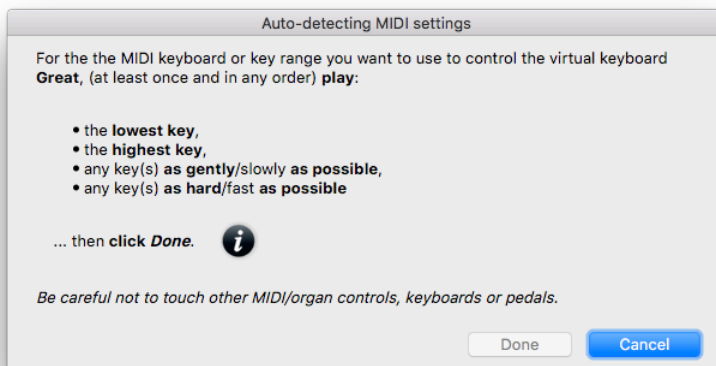 Auto-detecting MIDI settings
For the the MIDI keyboard or key range you want to use to control the virtual keyboard
Great, (at least once and in any order) play:
• the lowest key,
• the highest key,
• any key(s) as gently/slowly as possible,
• any key(s) as hard/fast as possible
... then click Done.
i
Be careful not to touch other MIDI/organ controls, keyboards or pedals.
Done
Cancel